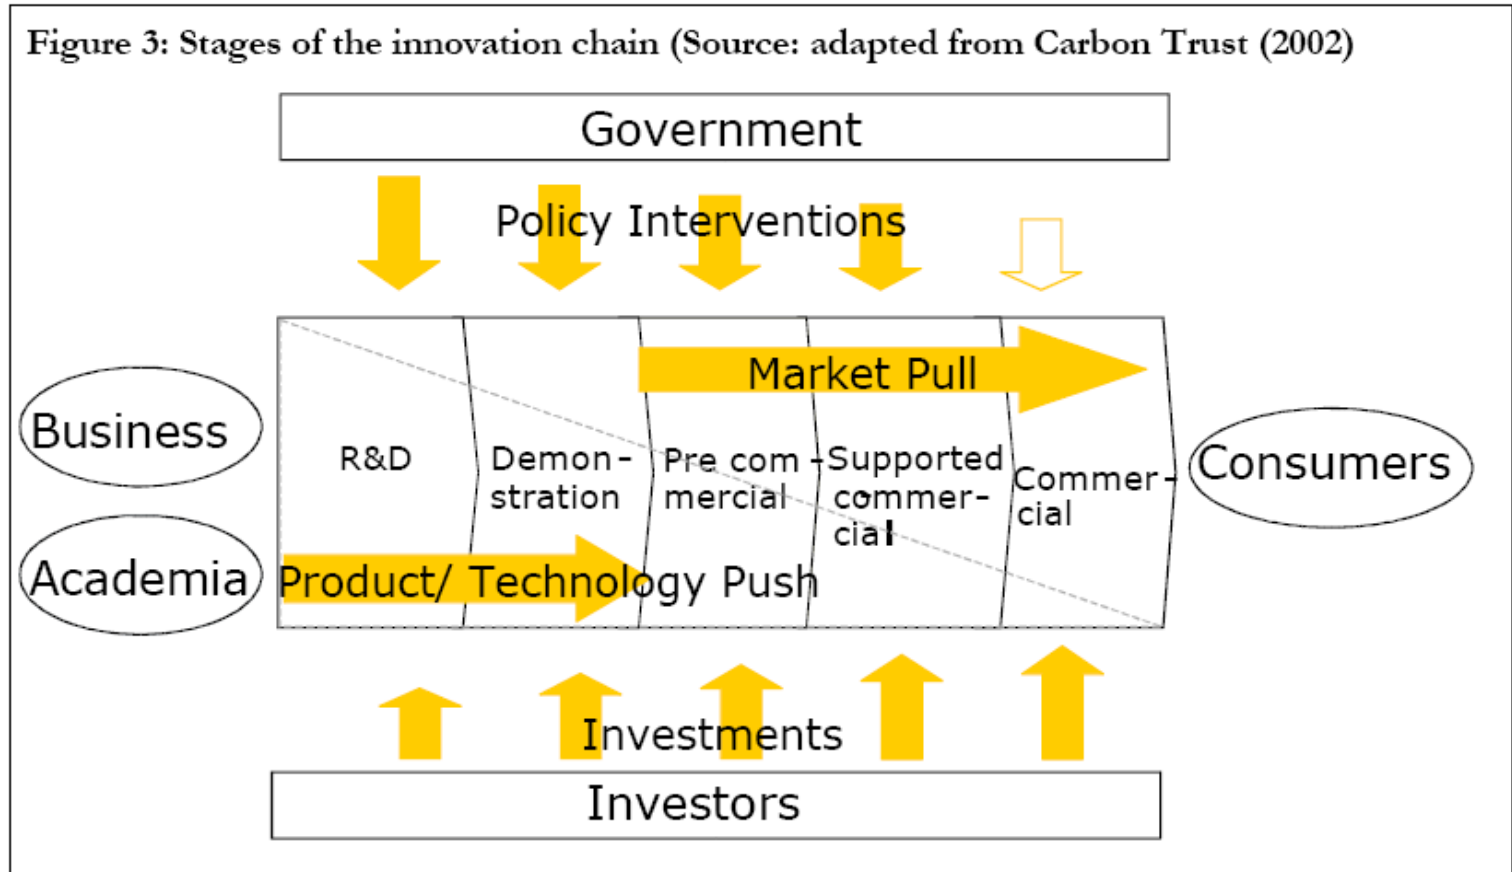 Figure 3: Stages of the innovation chain (Source: adapted from Carbon Trust (2002)
Government
Policy Interventions
Market Pull
Business
Academia
R&D
Demon-
stration
Pre com-
mercial
Supported
commer-
cial
Commer-
cial
Consumers
Product/ Technology Push
Investments
Investors